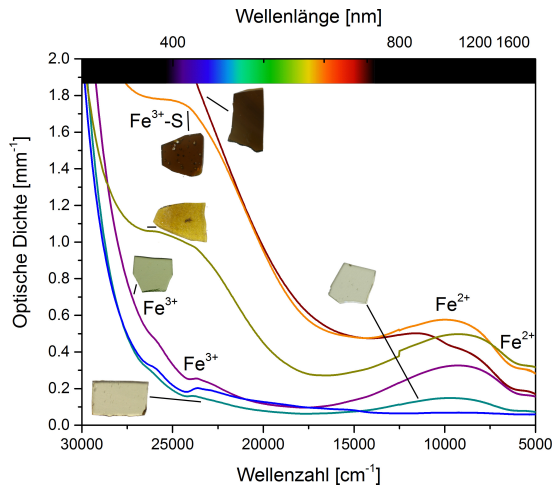 Wellenlänge [nm]
400 800 1200 1600
2.0
1.8
1.6
1.4
1.2
1.0
0.8
0.6
0.4
0.2
0.0
Optische Dichte [mm⁻¹]
Fe³⁺-S
Fe³⁺
Fe³⁺
Fe²⁺
Fe²⁺
30000 25000 20000 15000 10000 5000
Wellenzahl [cm⁻¹]